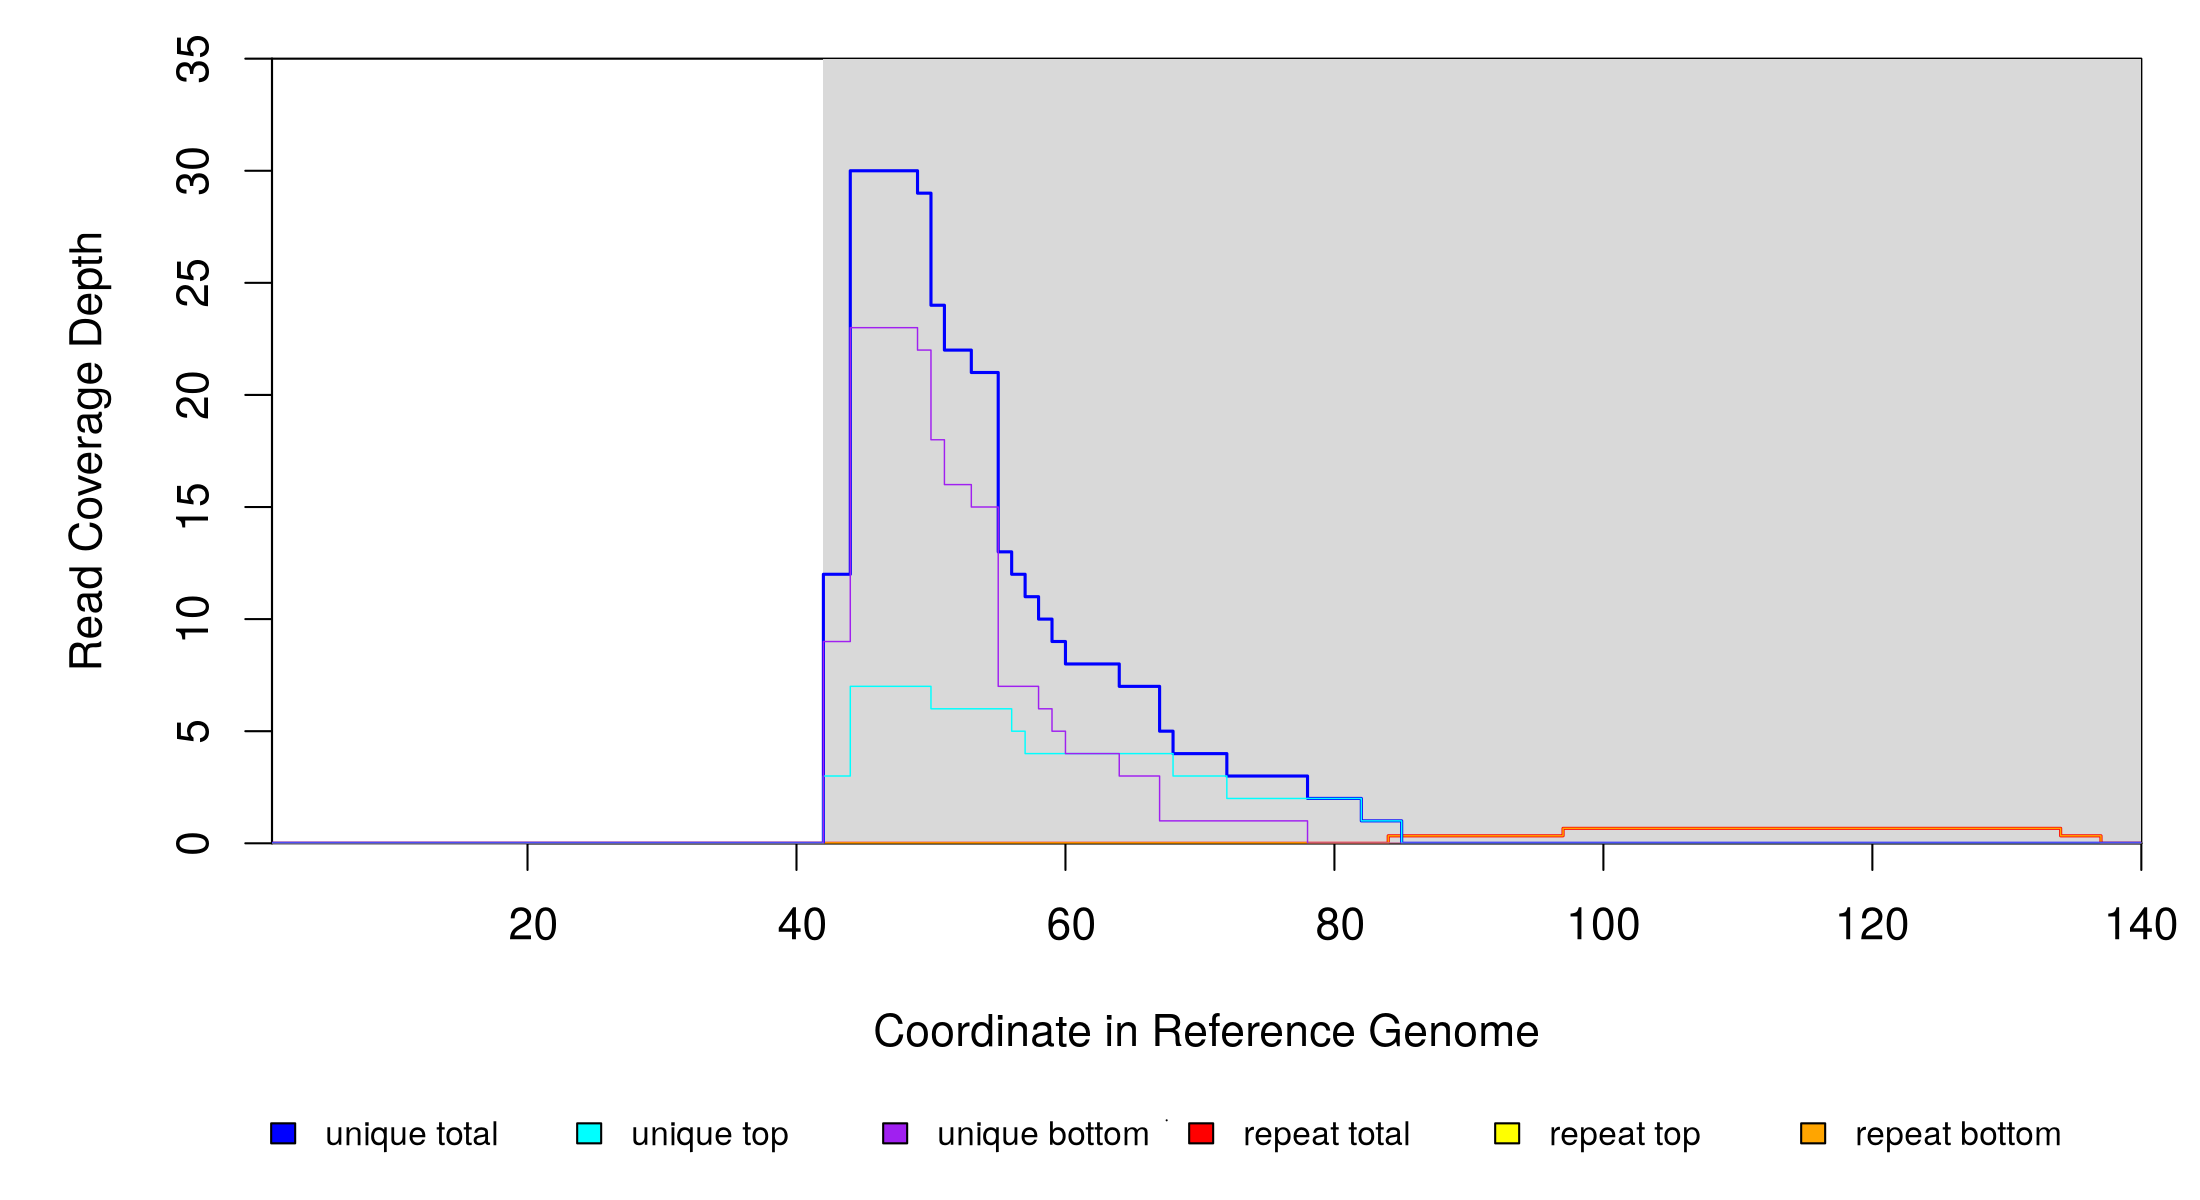 35
30
25
20
15
10
5
0
Read Coverage Depth
20 40 60 80 100 120 140
Coordinate in Reference Genome
unique total unique top unique bottom repeat total repeat top repeat bottom